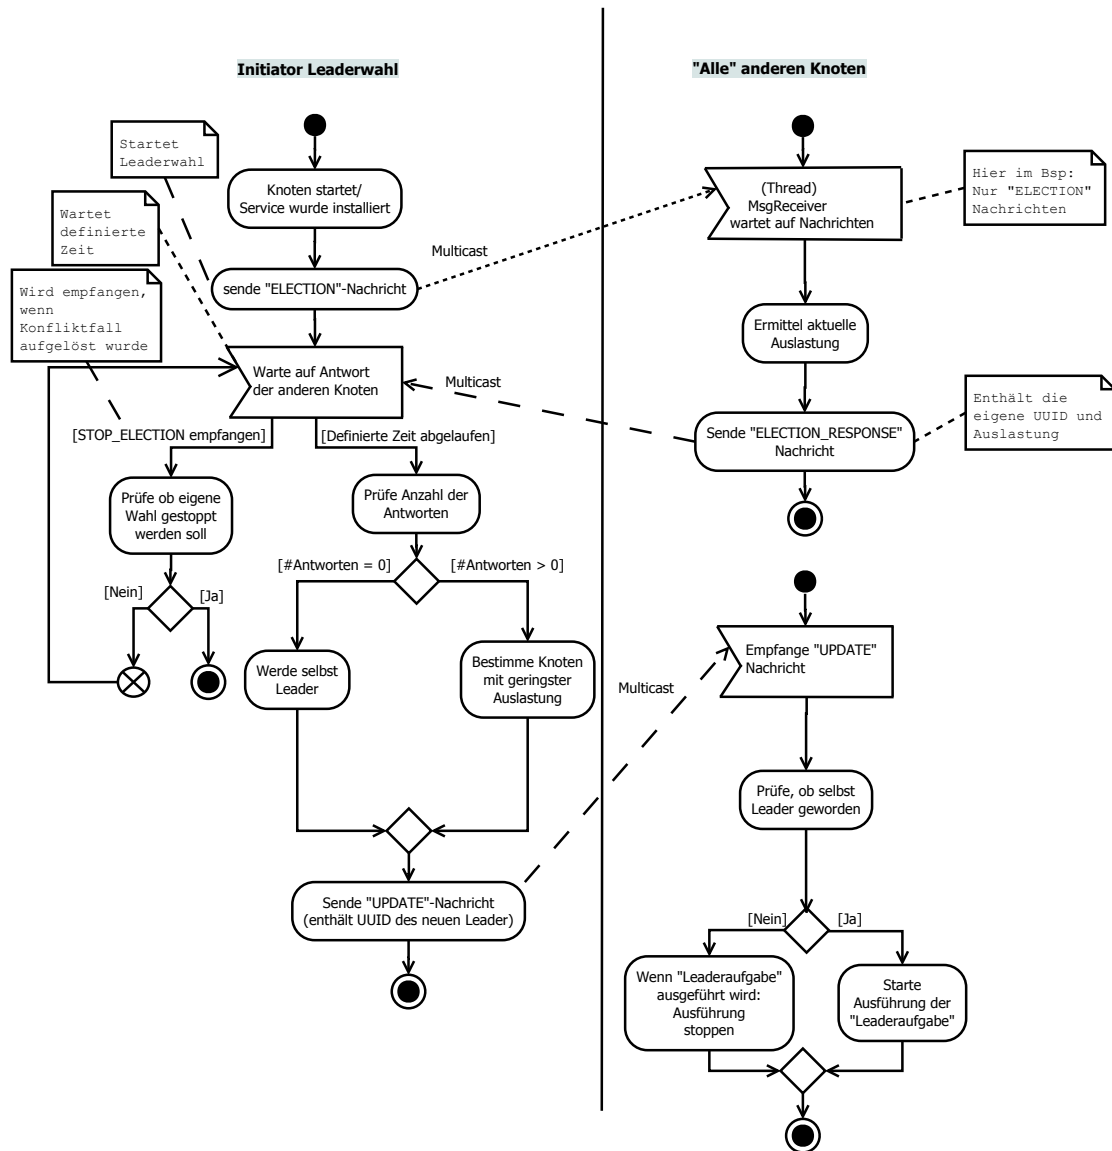 Initiator Leaderwahl
"Alle" anderen Knoten
Startet
Leaderwahl
Wartet
definierte
Zeit
Wird empfangen,
wenn
Konfliktfall
aufgelöst wurde
Knoten startet/
Service wurde installiert
sende "ELECTION"-Nachricht
Multicast
Warte auf Antwort
der anderen Knoten
Multicast
[STOP_ELECTION empfangen]
[Definierte Zeit abgelaufen]
Prüfe ob eigene
Wahl gestoppt
werden soll
Prüfe Anzahl der
Antworten
[Nein]
[Ja]
[#Antworten = 0]
[#Antworten > 0]
Werde selbst
Leader
Bestimme Knoten
mit geringster
Auslastung
Sende "UPDATE"-Nachricht
(enthält UUID des neuen Leader)
(Thread)
MsgReceiver
wartet auf Nachrichten
Hier im Bsp:
Nur "ELECTION"
Nachrichten
Ermittel aktuelle
Auslastung
Sende "ELECTION_RESPONSE"
Nachricht
Enthält die
eigene UUID und
Auslastung
Empfange "UPDATE"
Nachricht
Multicast
Prüfe, ob selbst
Leader geworden
[Nein]
[Ja]
Wenn "Leaderaufgabe"
ausgeführt wird:
Ausführung
stoppen
Starte
Ausführung der
"Leaderaufgabe"